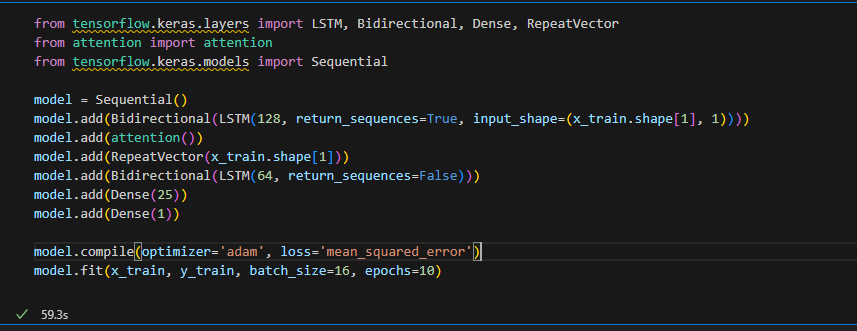 from tensorflow.keras.layers import LSTM, Bidirectional, Dense, RepeatVector
from attention import attention
from tensorflow.keras.models import Sequential
model = Sequential()
model.add(Bidirectional(LSTM(128, return_sequences=True, input_shape=(x_train.shape[1], 1))))
model.add(attention())
model.add(RepeatVector(x_train.shape[1]))
model.add(Bidirectional(LSTM(64, return_sequences=False)))
model.add(Dense(25))
model.add(Dense(1))
model.compile(optimizer='adam', loss='mean_squared_error')
model.fit(x_train, y_train, batch_size=16, epochs=10)
59.3s